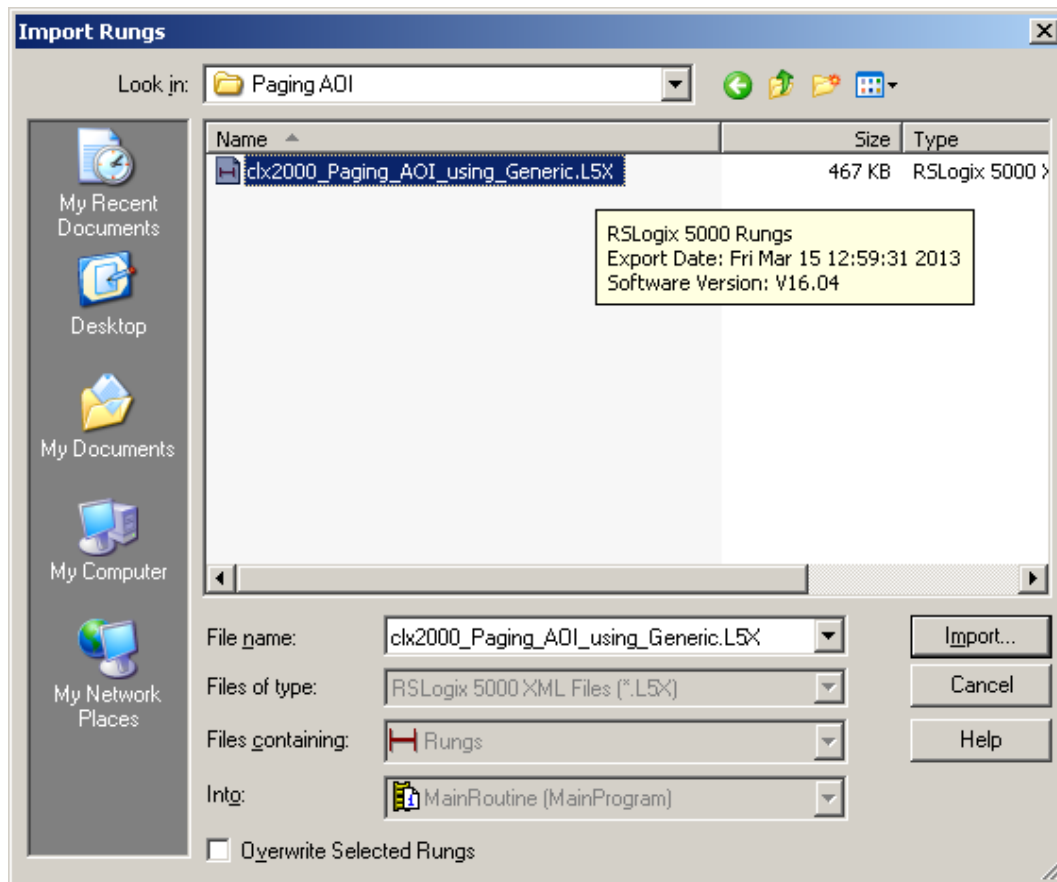 Import Rungs
Look in: Paging AOI
Name Size Type
clx2000_Paging_AOI_using_Generic.L5X 467 KB RSLogix 5000 X
RSLogix 5000 Rungs
Export Date: Fri Mar 15 12:59:31 2013
Software Version: V16.04
My Recent
Documents
Desktop
My Documents
My Computer
My Network
Places
File name: clx2000_Paging_AOI_using_Generic.L5X Import...
Files of type: RSLogix 5000 XML Files (*.L5X) Cancel
Files containing: Rungs Help
Into: MainRoutine (MainProgram)
Overwrite Selected Rungs